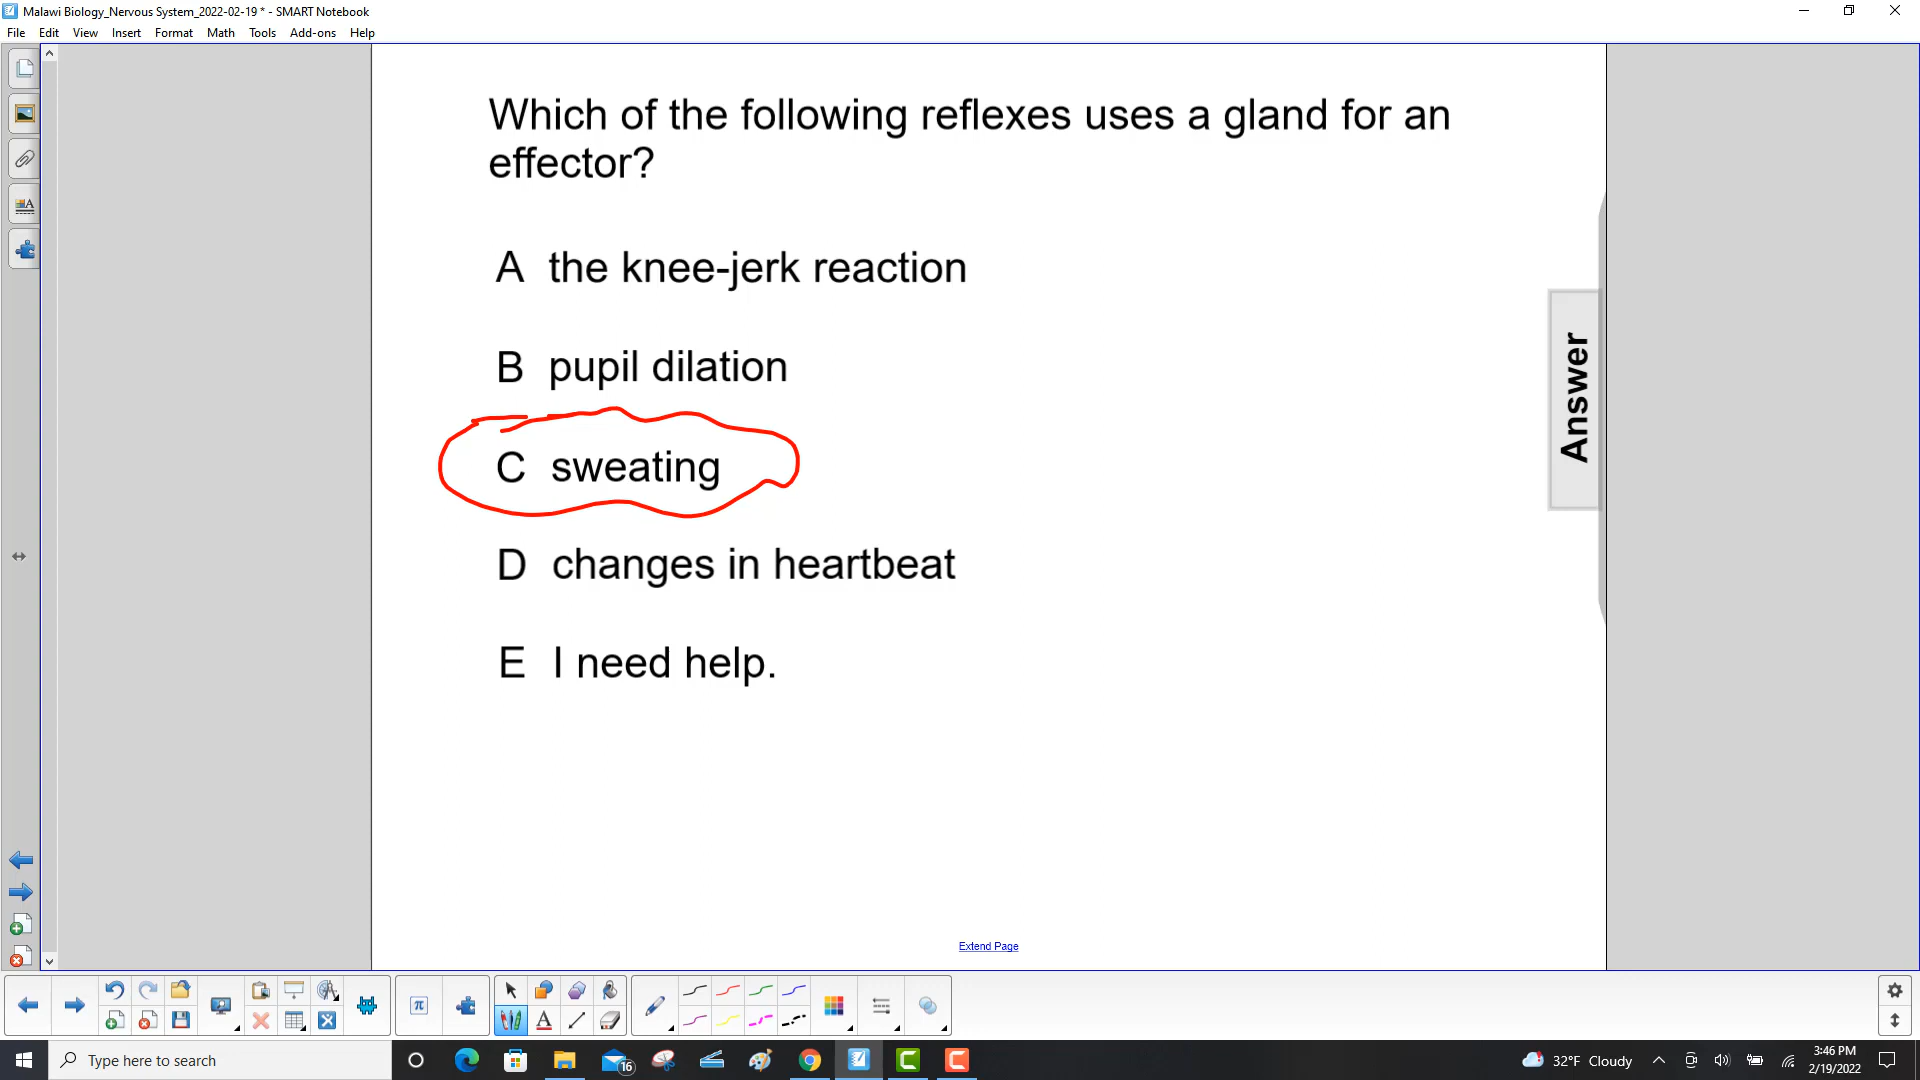 Malawi Biology_Nervous System_2022-02-19 * - SMART Notebook
File Edit View Insert Format Math Tools Add-ons Help
Which of the following reflexes uses a gland for an
effector?
A the knee-jerk reaction
B pupil dilation
C sweating
D changes in heartbeat
E I need help.
Answer
Extend Page
Type here to search
16
32°F Cloudy
3:46 PM
2/19/2022